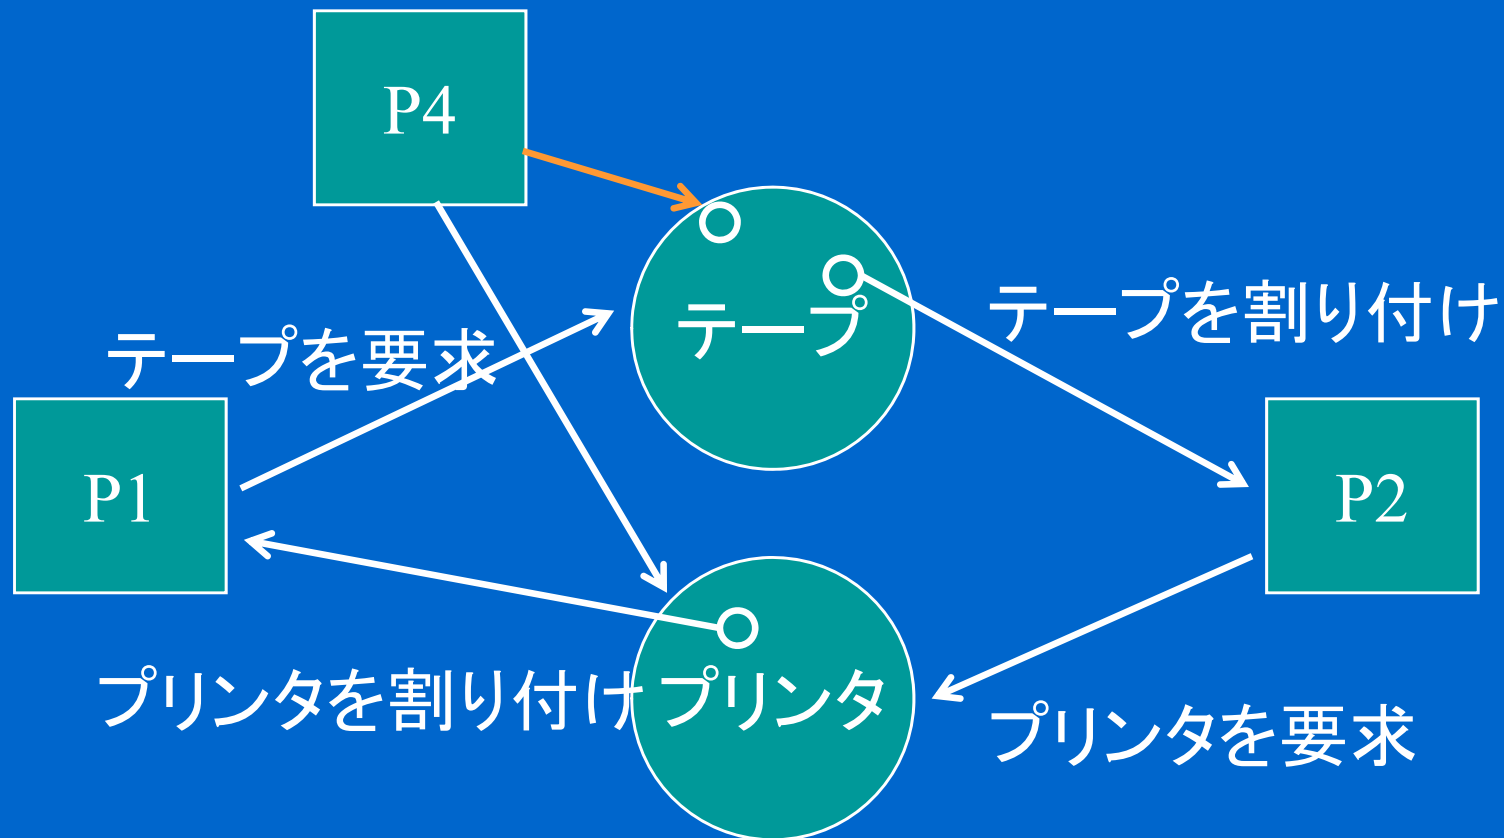 P4
テープを割り付け
テープ
テープを要求
P1
P2
プリンタを割り付け
プリンタ
プリンタを要求